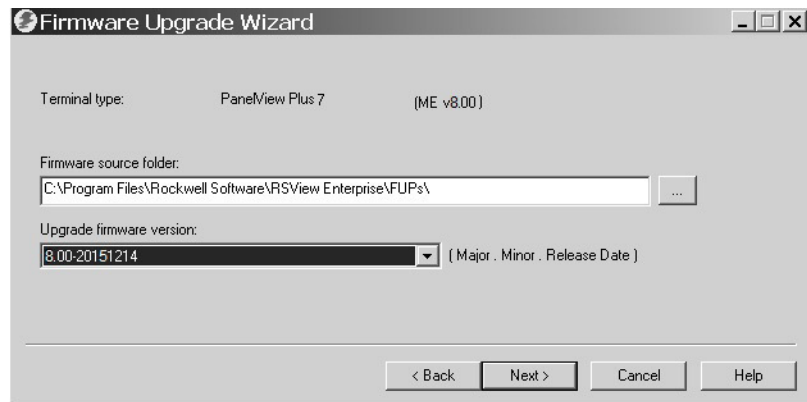 Firmware Upgrade Wizard
Terminal type: PanelView Plus 7 (ME v8.00)
Firmware source folder:
C:\Program Files\Rockwell Software\RSView Enterprise\FUPs\ ...
Upgrade firmware version:
8.00-20151214 ( Major . Minor . Release Date )
< Back Next > Cancel Help